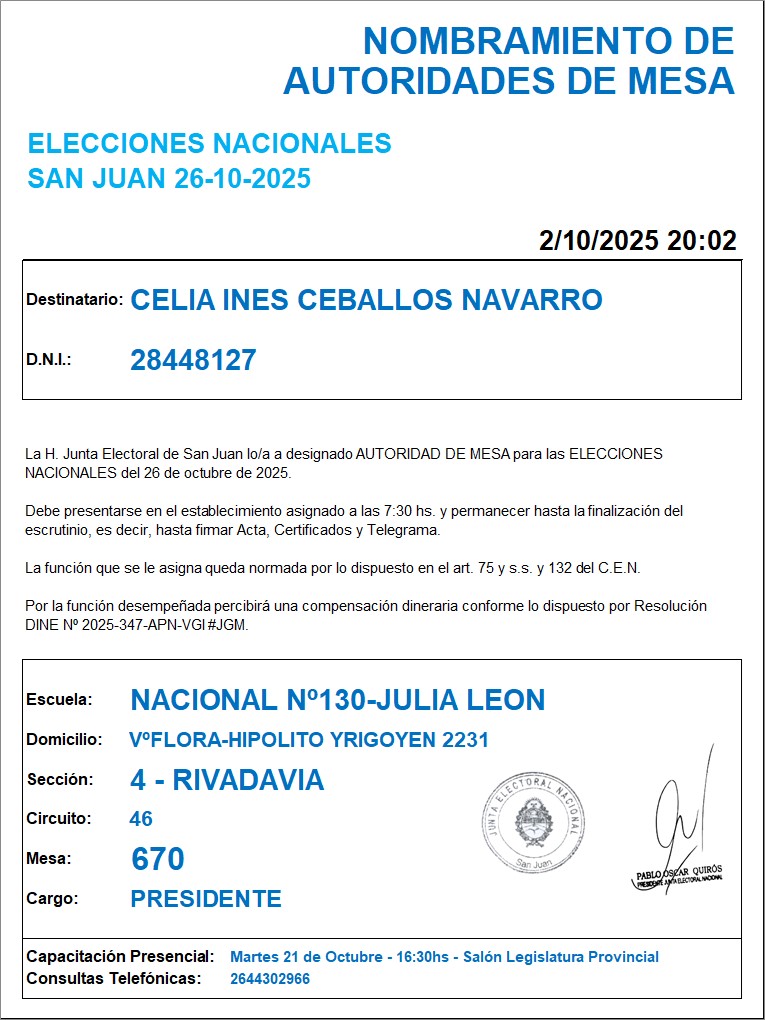 NOMBRAMIENTO DE
AUTORIDADES DE MESA
ELECCIONES NACIONALES
SAN JUAN 26-10-2025
2/10/2025 20:02
Destinatario: CELIA INES CEBALLOS NAVARRO
D.N.I.: 28448127
La H. Junta Electoral de San Juan lo/a a designado AUTORIDAD DE MESA para las ELECCIONES
NACIONALES del 26 de octubre de 2025.
Debe presentarse en el establecimiento asignado a las 7:30 hs. y permanecer hasta la finalización del
escrutinio, es decir, hasta firmar Acta, Certificados y Telegrama.
La función que se le asigna queda normada por lo dispuesto en el art. 75 y s.s. y 132 del C.E.N.
Por la función desempeñada percibirá una compensación dineraria conforme lo dispuesto por Resolución
DINE Nº 2025-347-APN-VGI#JGM.
Escuela: NACIONAL Nº130-JULIA LEON
Domicilio: VºFLORA-HIPOLITO YRIGOYEN 2231
Sección: 4 - RIVADAVIA
Circuito: 46
Mesa: 670
Cargo: PRESIDENTE
JUNTA ELECTORAL NACIONAL
San Juan
PABLO OSCAR QUIRÓS
PRESIDENTE JUNTA ELECTORAL NACIONAL
Capacitación Presencial: Martes 21 de Octubre - 16:30hs - Salón Legislatura Provincial
Consultas Telefónicas: 2644302966